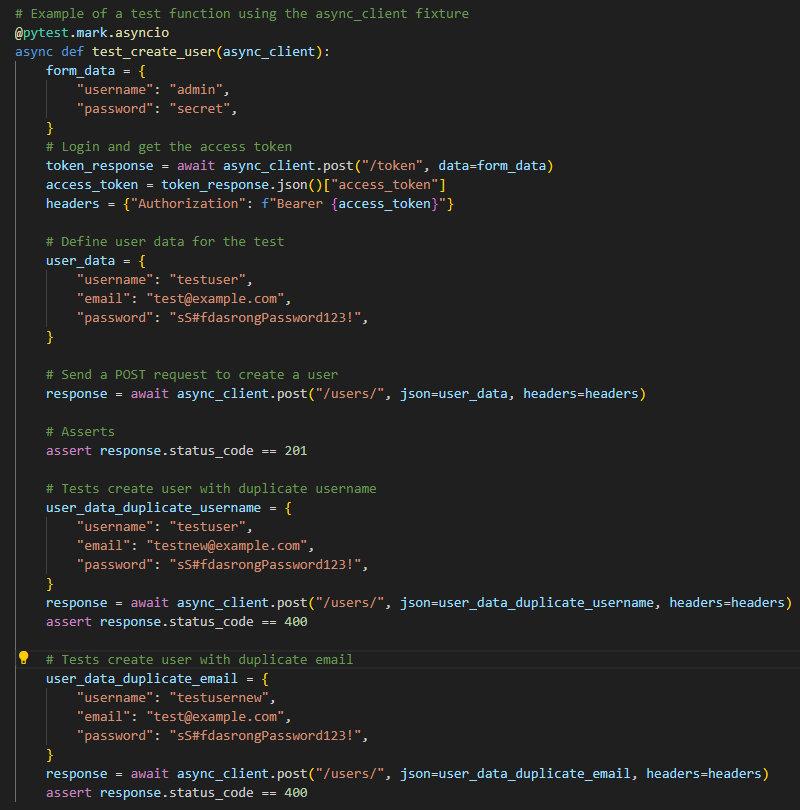 # Example of a test function using the async_client fixture
@pytest.mark.asyncio
async def test_create_user(async_client):
    form_data = {
        "username": "admin",
        "password": "secret",
    }
    # Login and get the access token
    token_response = await async_client.post("/token", data=form_data)
    access_token = token_response.json()["access_token"]
    headers = {"Authorization": f"Bearer {access_token}"}

    # Define user data for the test
    user_data = {
        "username": "testuser",
        "email": "test@example.com",
        "password": "sS#fdasrongPassword123!",
    }

    # Send a POST request to create a user
    response = await async_client.post("/users/", json=user_data, headers=headers)

    # Asserts
    assert response.status_code == 201

    # Tests create user with duplicate username
    user_data_duplicate_username = {
        "username": "testuser",
        "email": "testnew@example.com",
        "password": "sS#fdasrongPassword123!",
    }
    response = await async_client.post("/users/", json=user_data_duplicate_username, headers=headers)
    assert response.status_code == 400

    # Tests create user with duplicate email
    user_data_duplicate_email = {
        "username": "testusernew",
        "email": "test@example.com",
        "password": "sS#fdasrongPassword123!",
    }
    response = await async_client.post("/users/", json=user_data_duplicate_email, headers=headers)
    assert response.status_code == 400